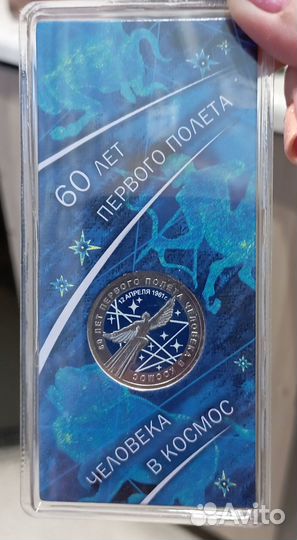 60 ЛЕТ
ПЕРВОГО ПОЛЕТА
60 ЛЕТ ПЕРВОГО ПОЛЕТА ЧЕЛОВЕКА В КОСМОС
12 АПРЕЛЯ 1961 г.
ЧЕЛОВЕКА
В КОСМОС
Avito